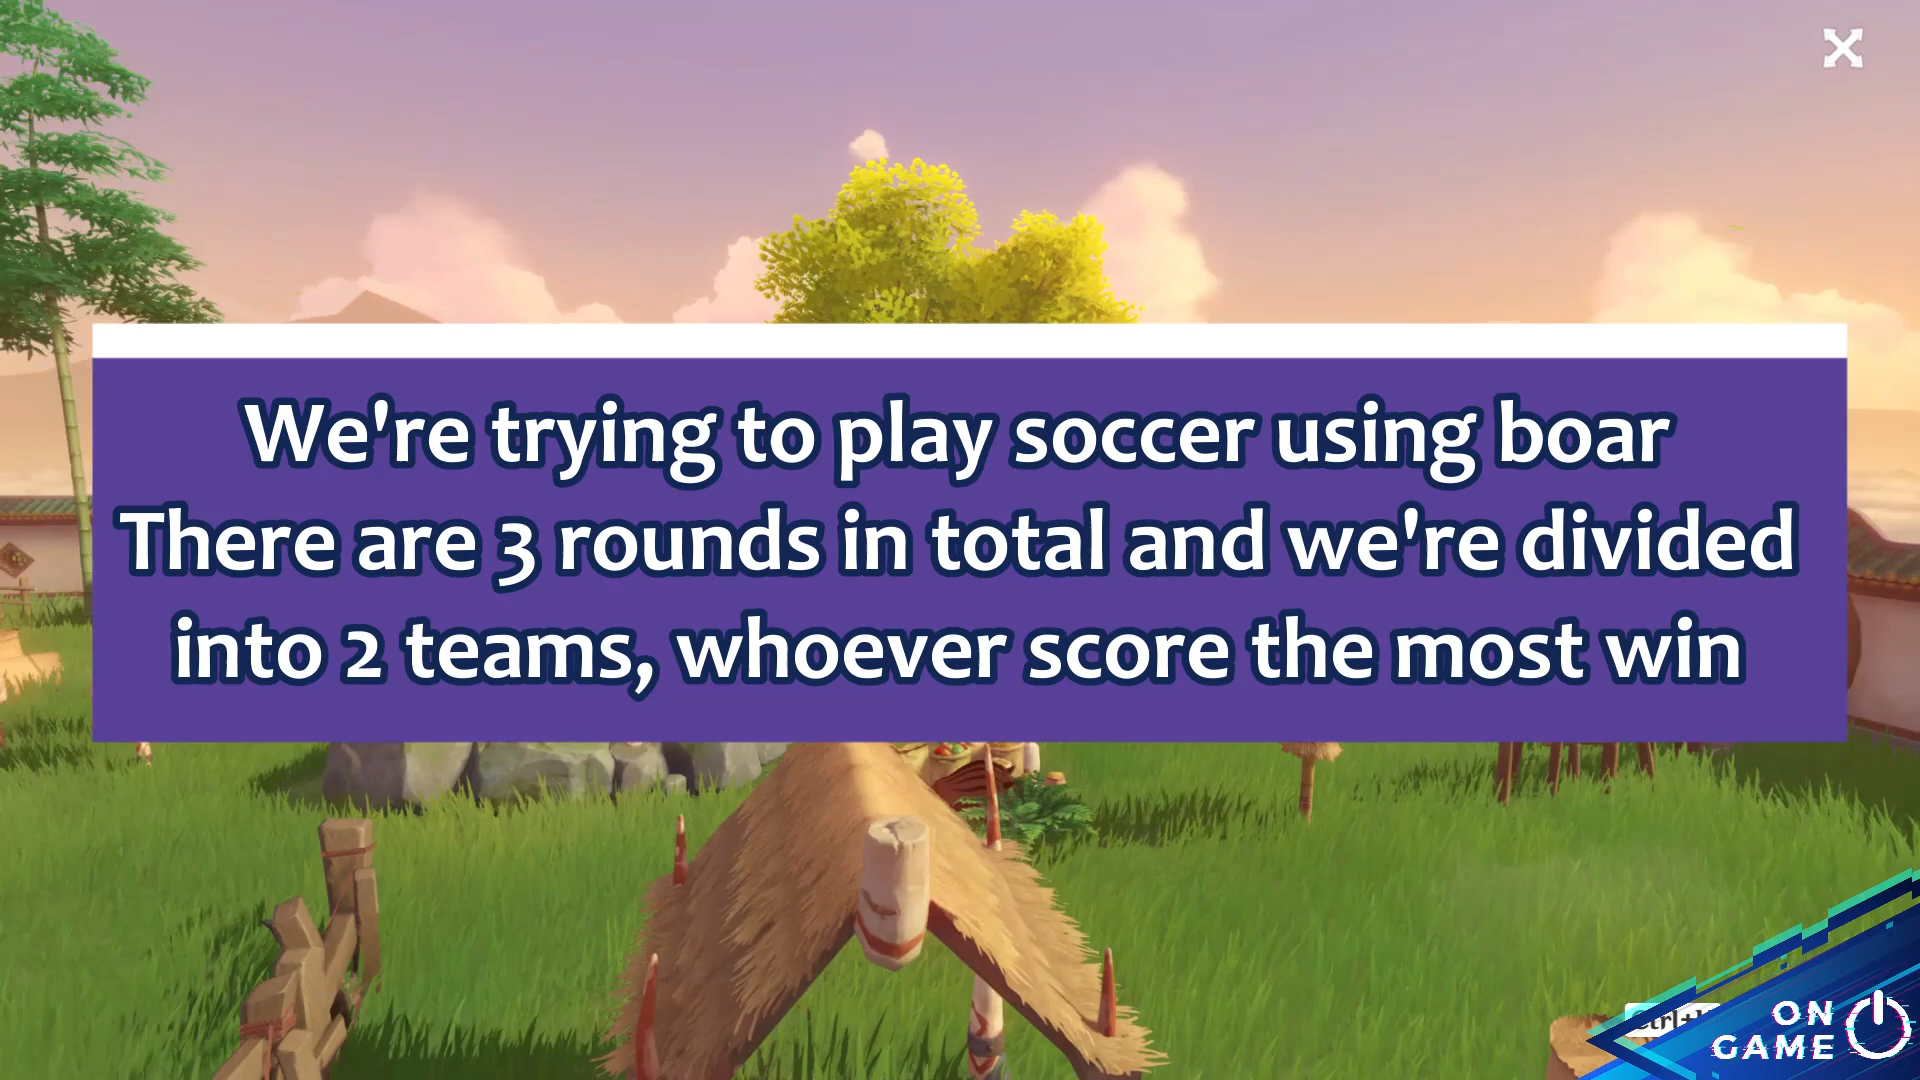 We're trying to play soccer using boar
There are 3 rounds in total and we're divided
into 2 teams, whoever score the most win
ON
GAME